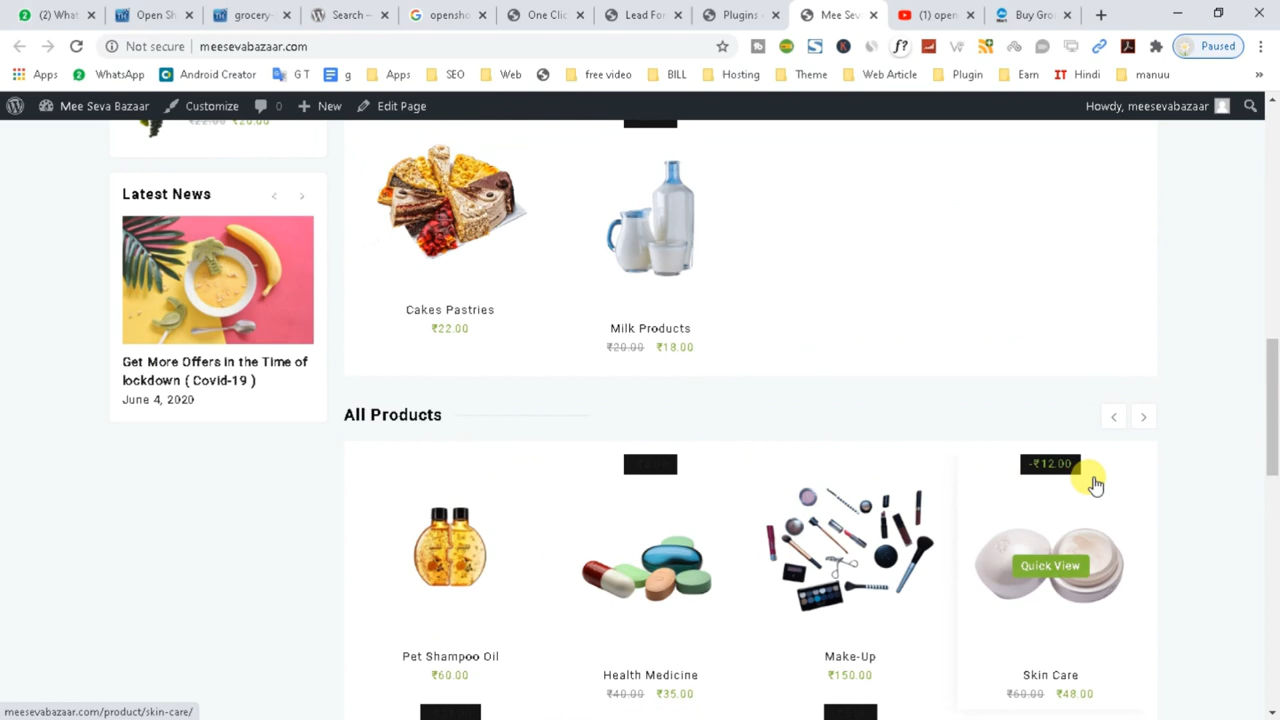 (2) What
Open Sh
grocery-
Search –
opensho
One Clic
Lead For
Plugins
Mee Sev
(1) open
Buy Gro
Not secure
meesevabazaar.com
Paused
Apps
WhatsApp
Android Creator
G T
g
Apps
SEO
Web
free video
BILL
Hosting
Theme
Web Article
Plugin
Earn
Hindi
manuu
Mee Seva Bazaar
Customize
0
New
Edit Page
Howdy, meesevabazaar
₹22.00 ₹20.00
Latest News
Get More Offers In the Time of
lockdown ( Covid-19 )
June 4, 2020
Cakes Pastries
₹22.00
Milk Products
₹20.00 ₹18.00
All Products
-₹12.00
Quick View
Pet Shampoo Oil
₹60.00
Health Medicine
₹40.00 ₹35.00
Make-Up
₹150.00
Skin Care
₹60.00 ₹48.00
meesevabazaar.com/product/skin-care/